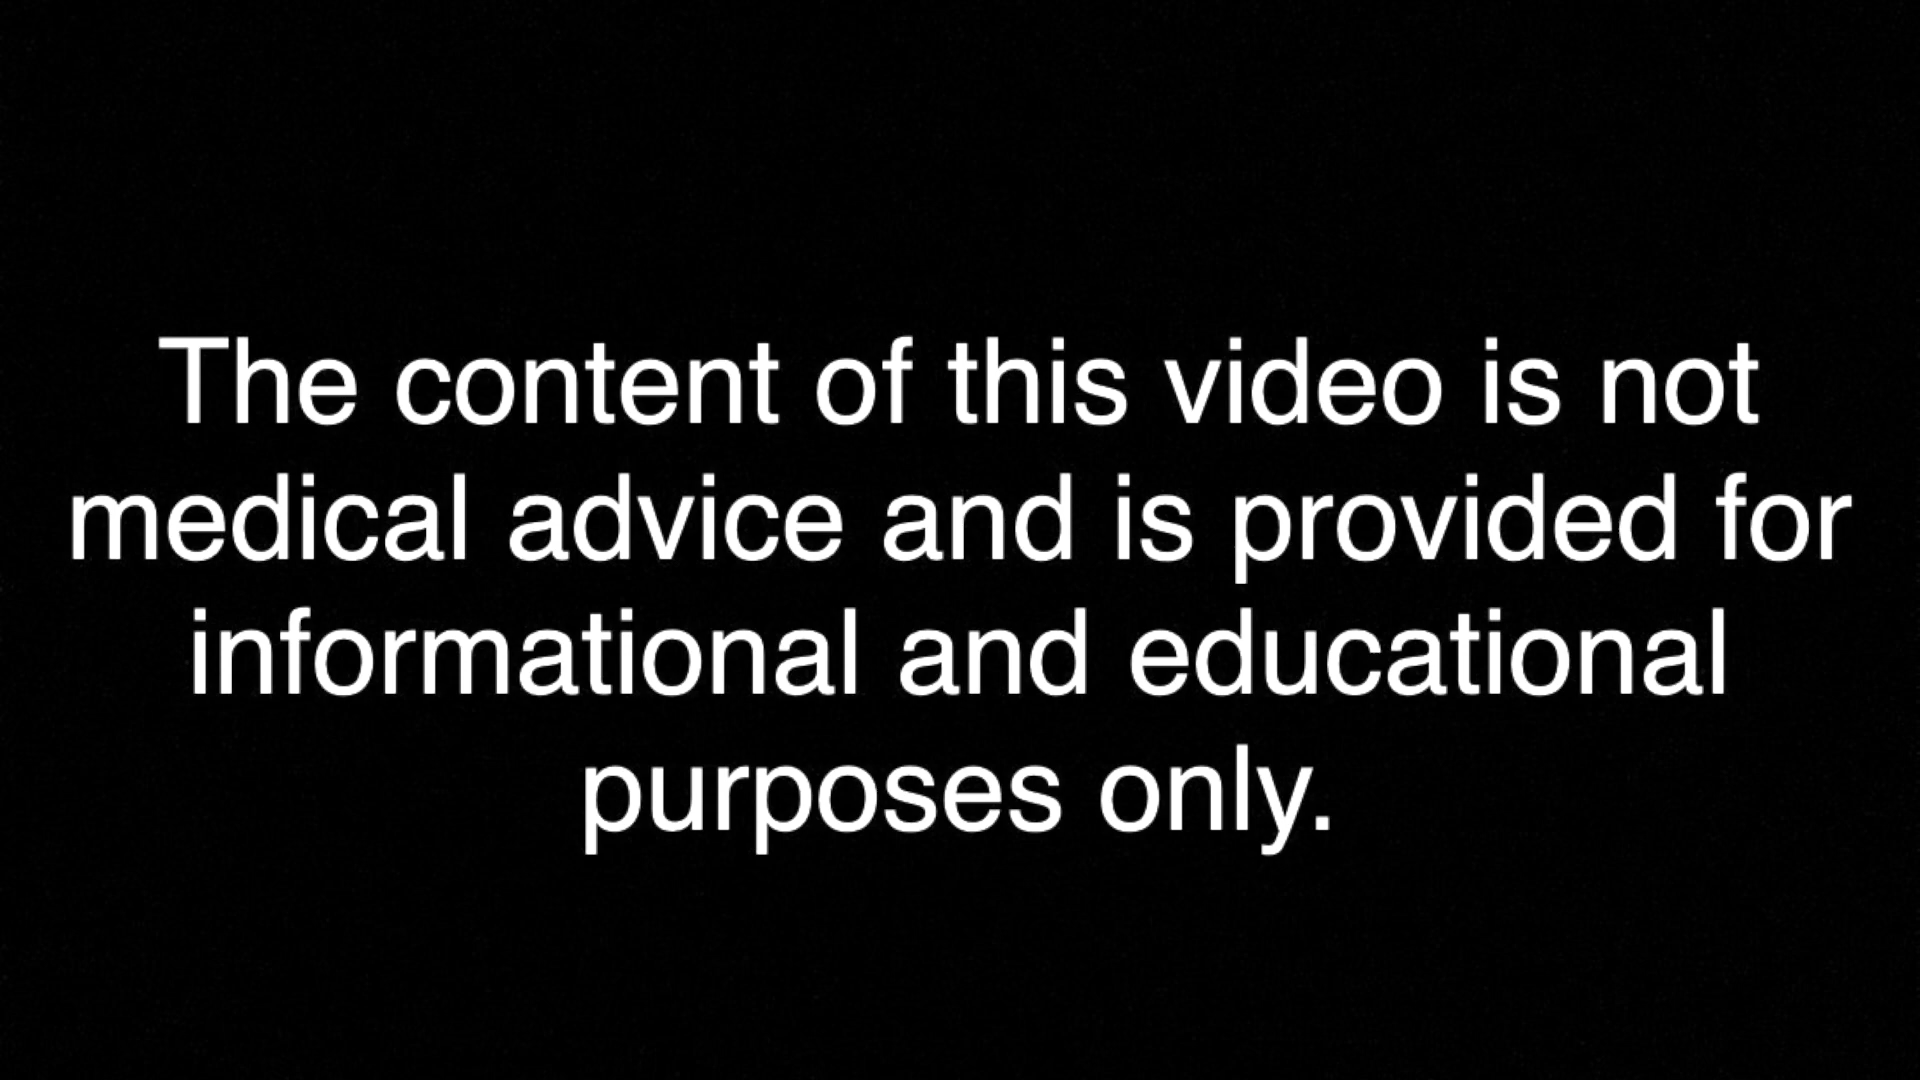 The content of this video is not
medical advice and is provided for
informational and educational
purposes only.